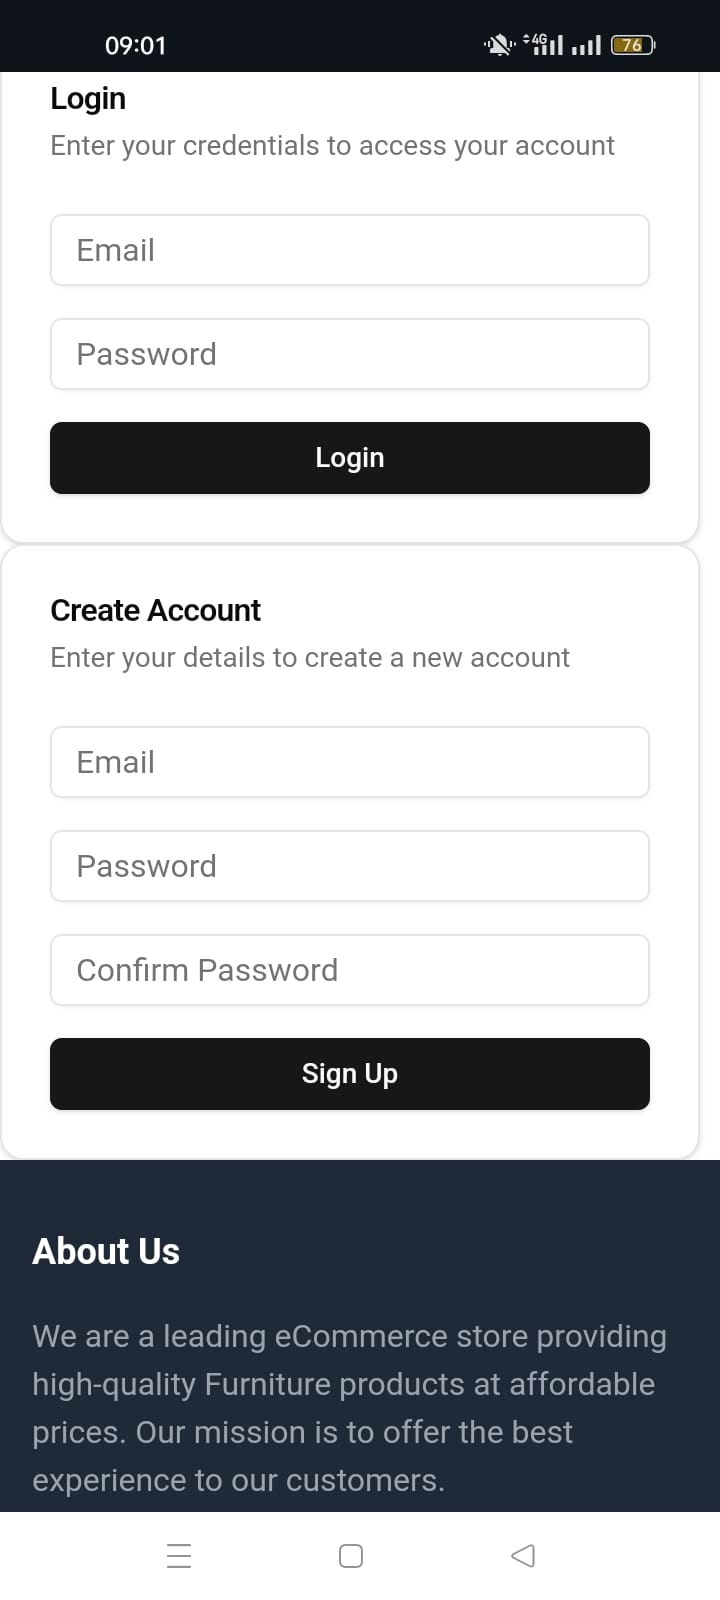 09:01
4G
76
Login
Enter your credentials to access your account
Email
Password
Login
Create Account
Enter your details to create a new account
Email
Password
Confirm Password
Sign Up
About Us
We are a leading eCommerce store providing
high-quality Furniture products at affordable
prices. Our mission is to offer the best
experience to our customers.